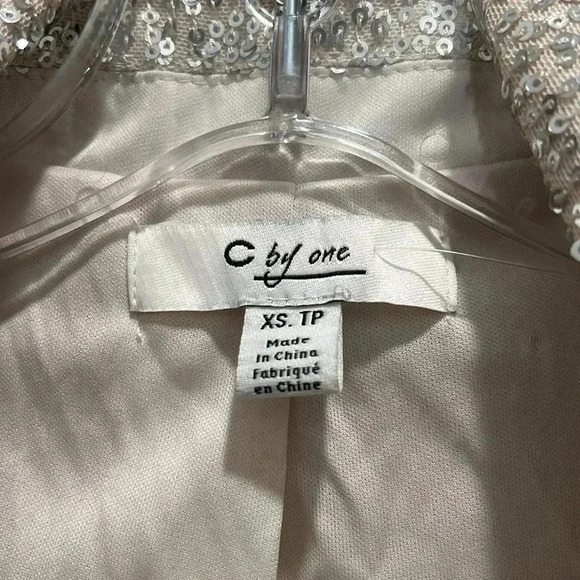 C by one
XS. TP
Made
In China
Fabriqué
en Chine